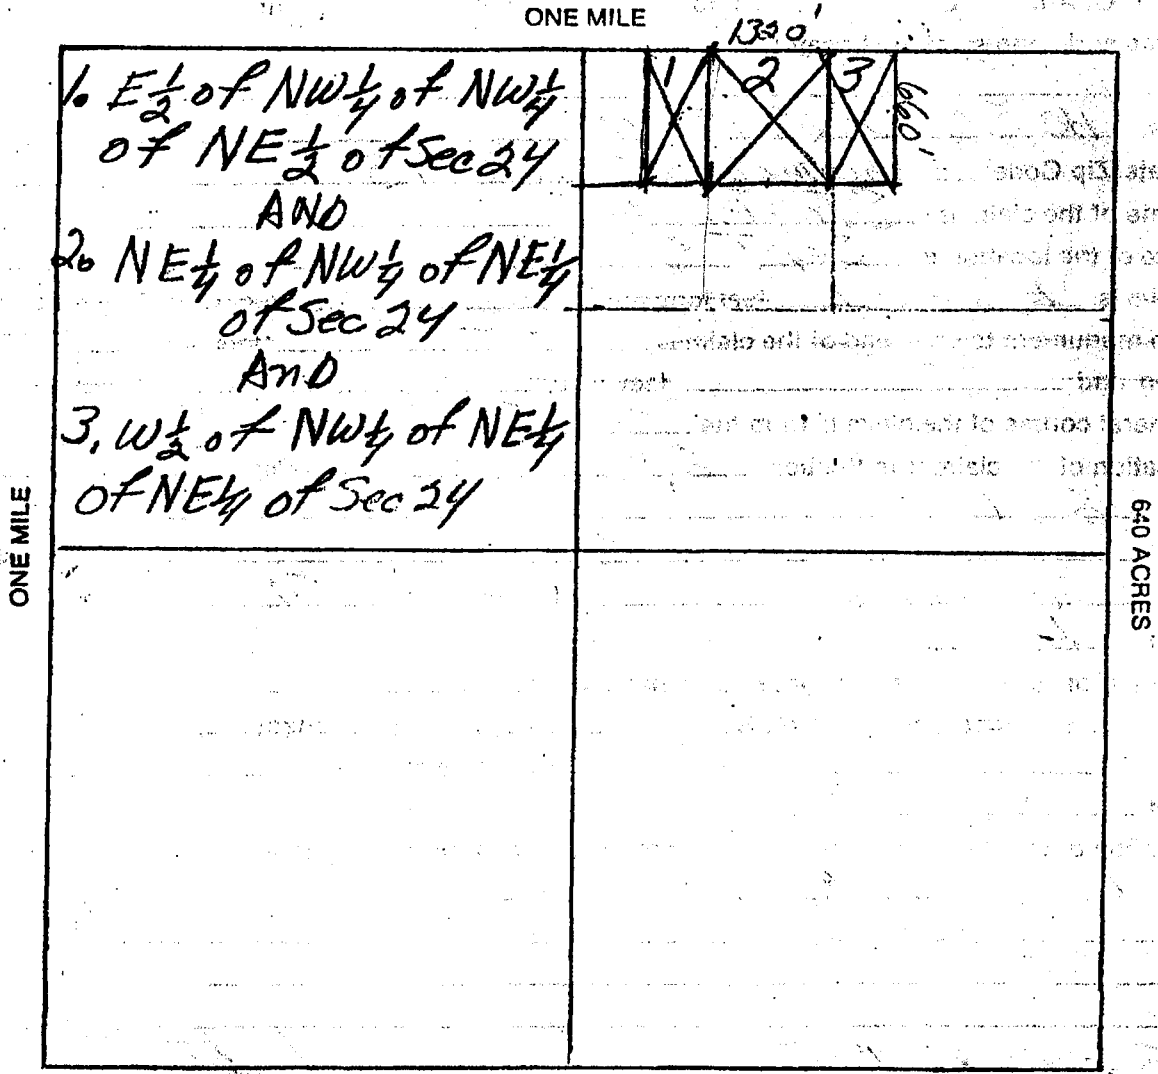 ONE MILE
1320'
1. E½ of NW¼ of NW¼
of NE½ of Sec 24
AND
2. NE¼ of NW¼ of NE¼
of Sec 24
AND
3. W½ of NW¼ of NE¼
of NE¼ of Sec 24
1 2 3
660'
ONE MILE
640 ACRES